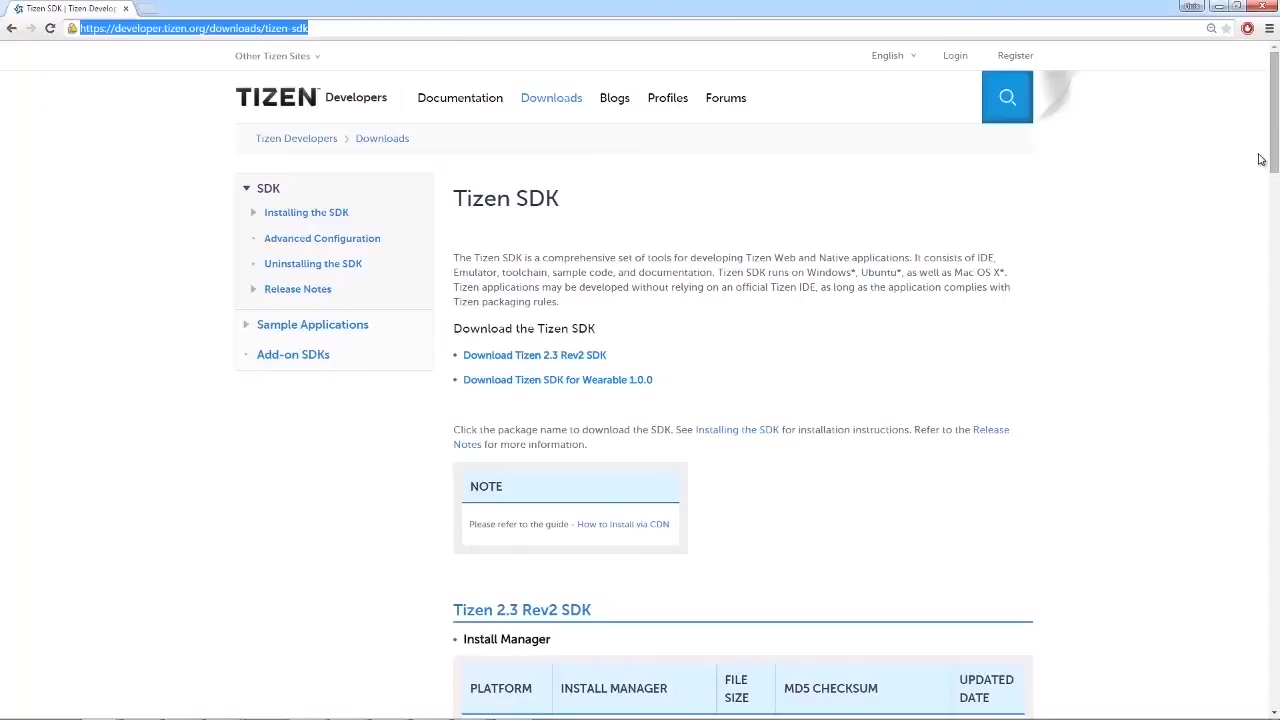 Tizen SDK | Tizen Develop
https://developer.tizen.org/downloads/tizen-sdk
Other Tizen Sites
English
Login
Register
TIZEN™ Developers
Documentation
Downloads
Blogs
Profiles
Forums
Tizen Developers
Downloads
SDK
Installing the SDK
Advanced Configuration
Uninstalling the SDK
Release Notes
Sample Applications
Add-on SDKs
Tizen SDK
The Tizen SDK is a comprehensive set of tools for developing Tizen Web and Native applications. It consists of IDE,
Emulator, toolchain, sample code, and documentation. Tizen SDK runs on Windows*, Ubuntu*, as well as Mac OS X*.
Tizen applications may be developed without relying on an official Tizen IDE, as long as the application complies with
Tizen packaging rules.
Download the Tizen SDK
• Download Tizen 2.3 Rev2 SDK
• Download Tizen SDK for Wearable 1.0.0
Click the package name to download the SDK. See Installing the SDK for installation instructions. Refer to the Release
Notes for more information.
NOTE
Please refer to the guide - How to install via CDN.
Tizen 2.3 Rev2 SDK
• Install Manager
PLATFORM
INSTALL MANAGER
FILE
SIZE
MD5 CHECKSUM
UPDATED
DATE